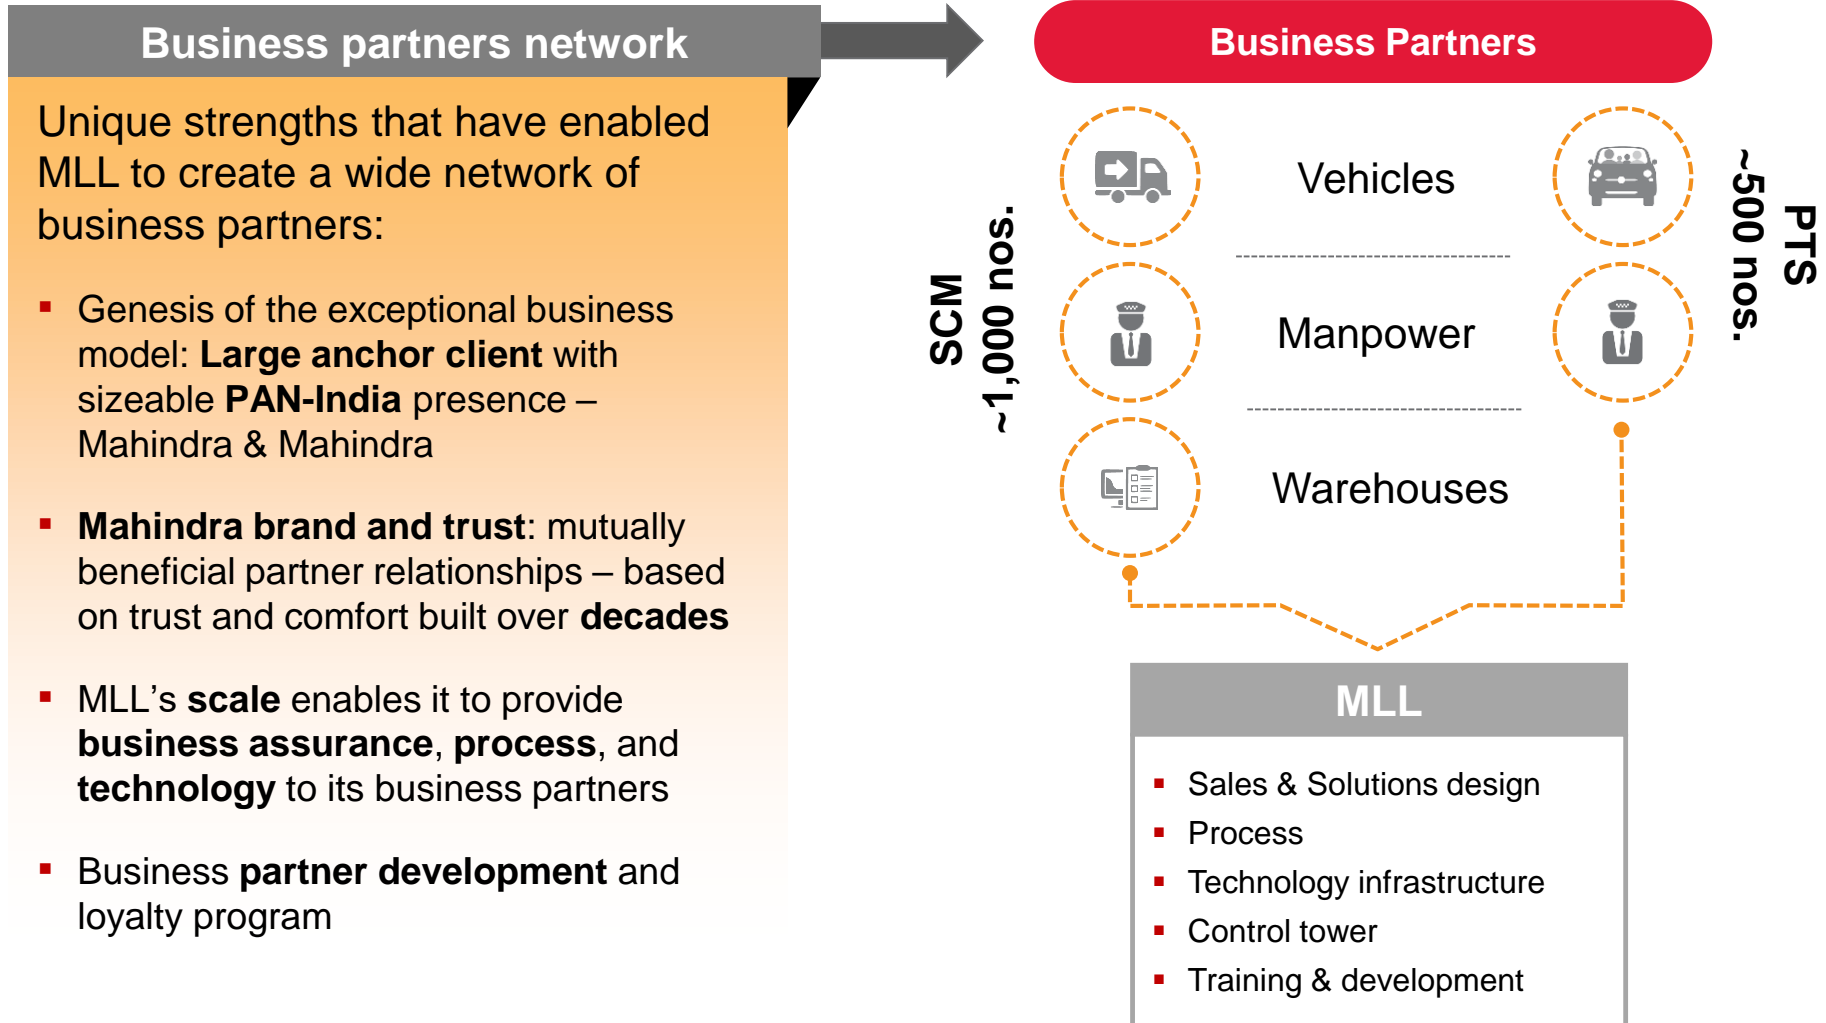 Business partners network
Unique strengths that have enabled
MLL to create a wide network of
business partners:
▪ Genesis of the exceptional business
model: Large anchor client with
sizeable PAN-India presence –
Mahindra & Mahindra
▪ Mahindra brand and trust: mutually
beneficial partner relationships – based
on trust and comfort built over decades
▪ MLL’s scale enables it to provide
business assurance, process, and
technology to its business partners
▪ Business partner development and
loyalty program
Business Partners
SCM
~1,000 nos.
Vehicles
Manpower
Warehouses
PTS
~500 nos.
MLL
▪ Sales & Solutions design
▪ Process
▪ Technology infrastructure
▪ Control tower
▪ Training & development